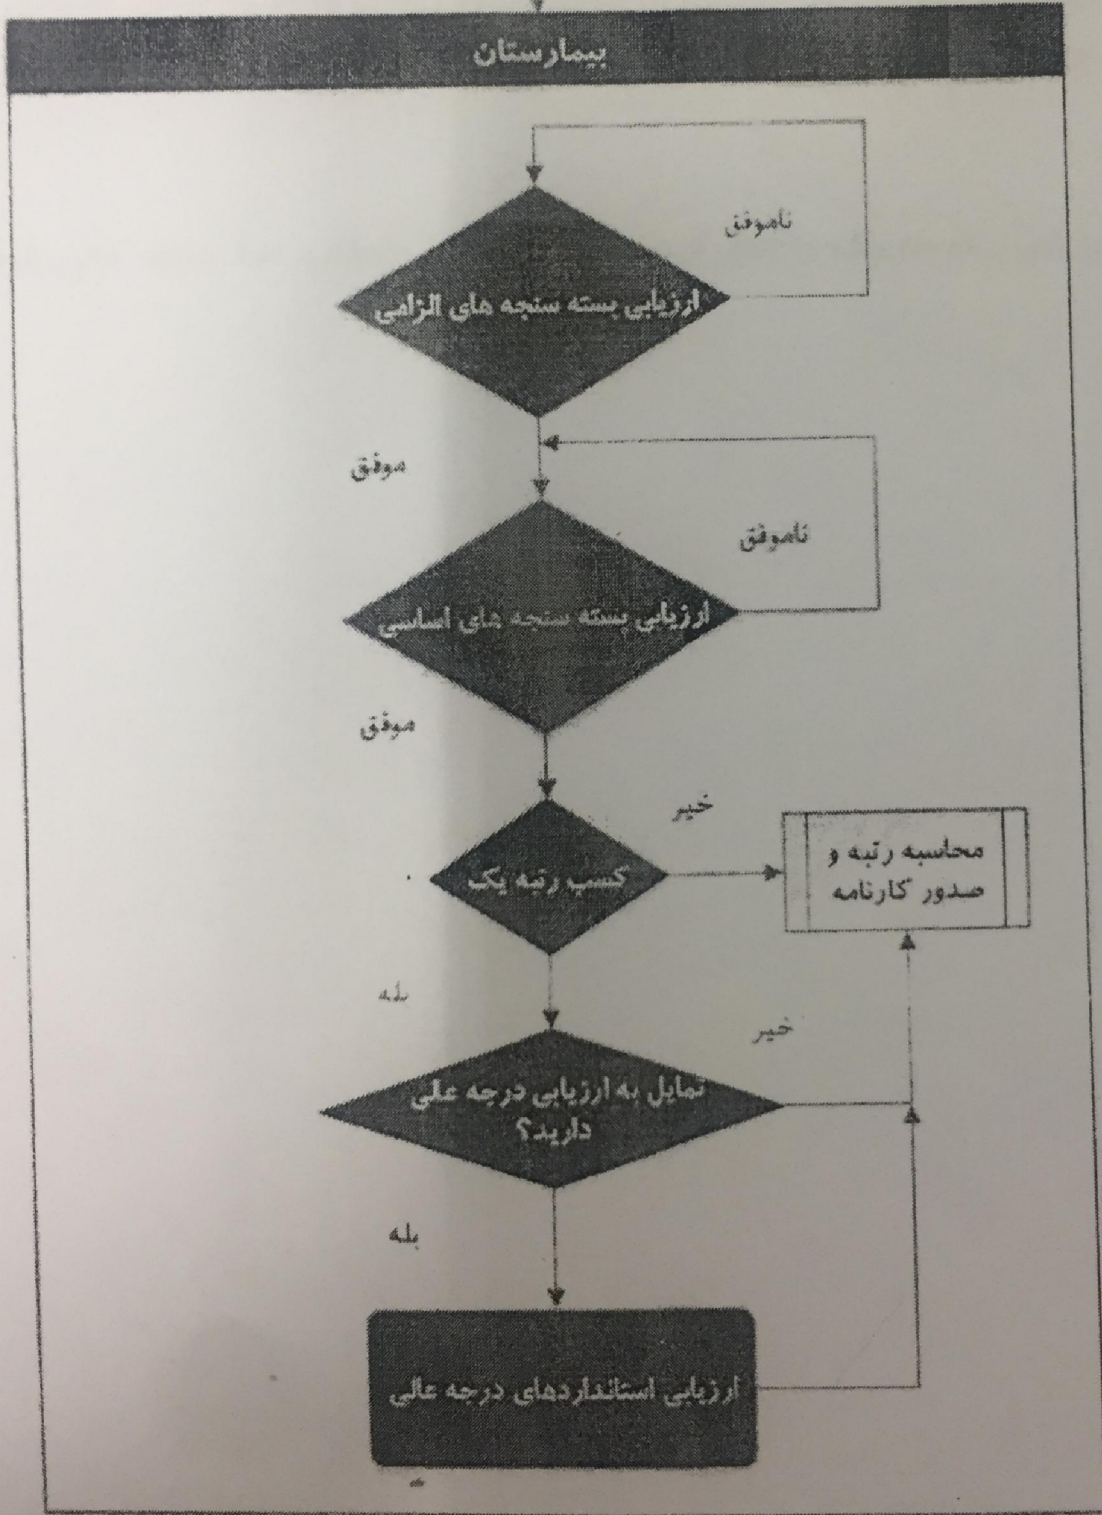 بیمارستان
ناموفق
ارزیابی بسته سنجه های الزامی
موفق
ناموفق
ارزیابی بسته سنجه های اساسی
موفق
خیر
کسب رتبه یک
محاسبه رتبه و
صدور کارنامه
بله
خیر
تمایل به ارزیابی درجه عالی
دارید؟
بله
ارزیابی استانداردهای درجه عالی